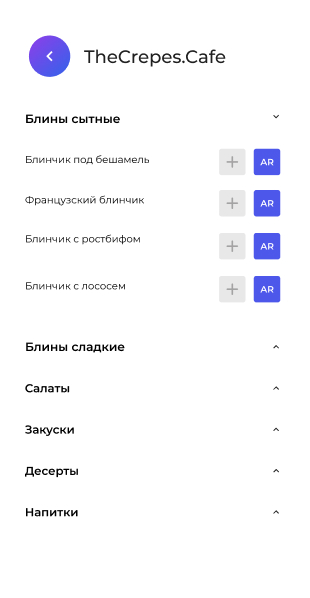 TheCrepes.Cafe
Блины сытные
Блинчик под бешамель
AR
Французский блинчик
AR
Блинчик с ростбифом
AR
Блинчик с лососем
AR
Блины сладкие
Салаты
Закуски
Десерты
Напитки